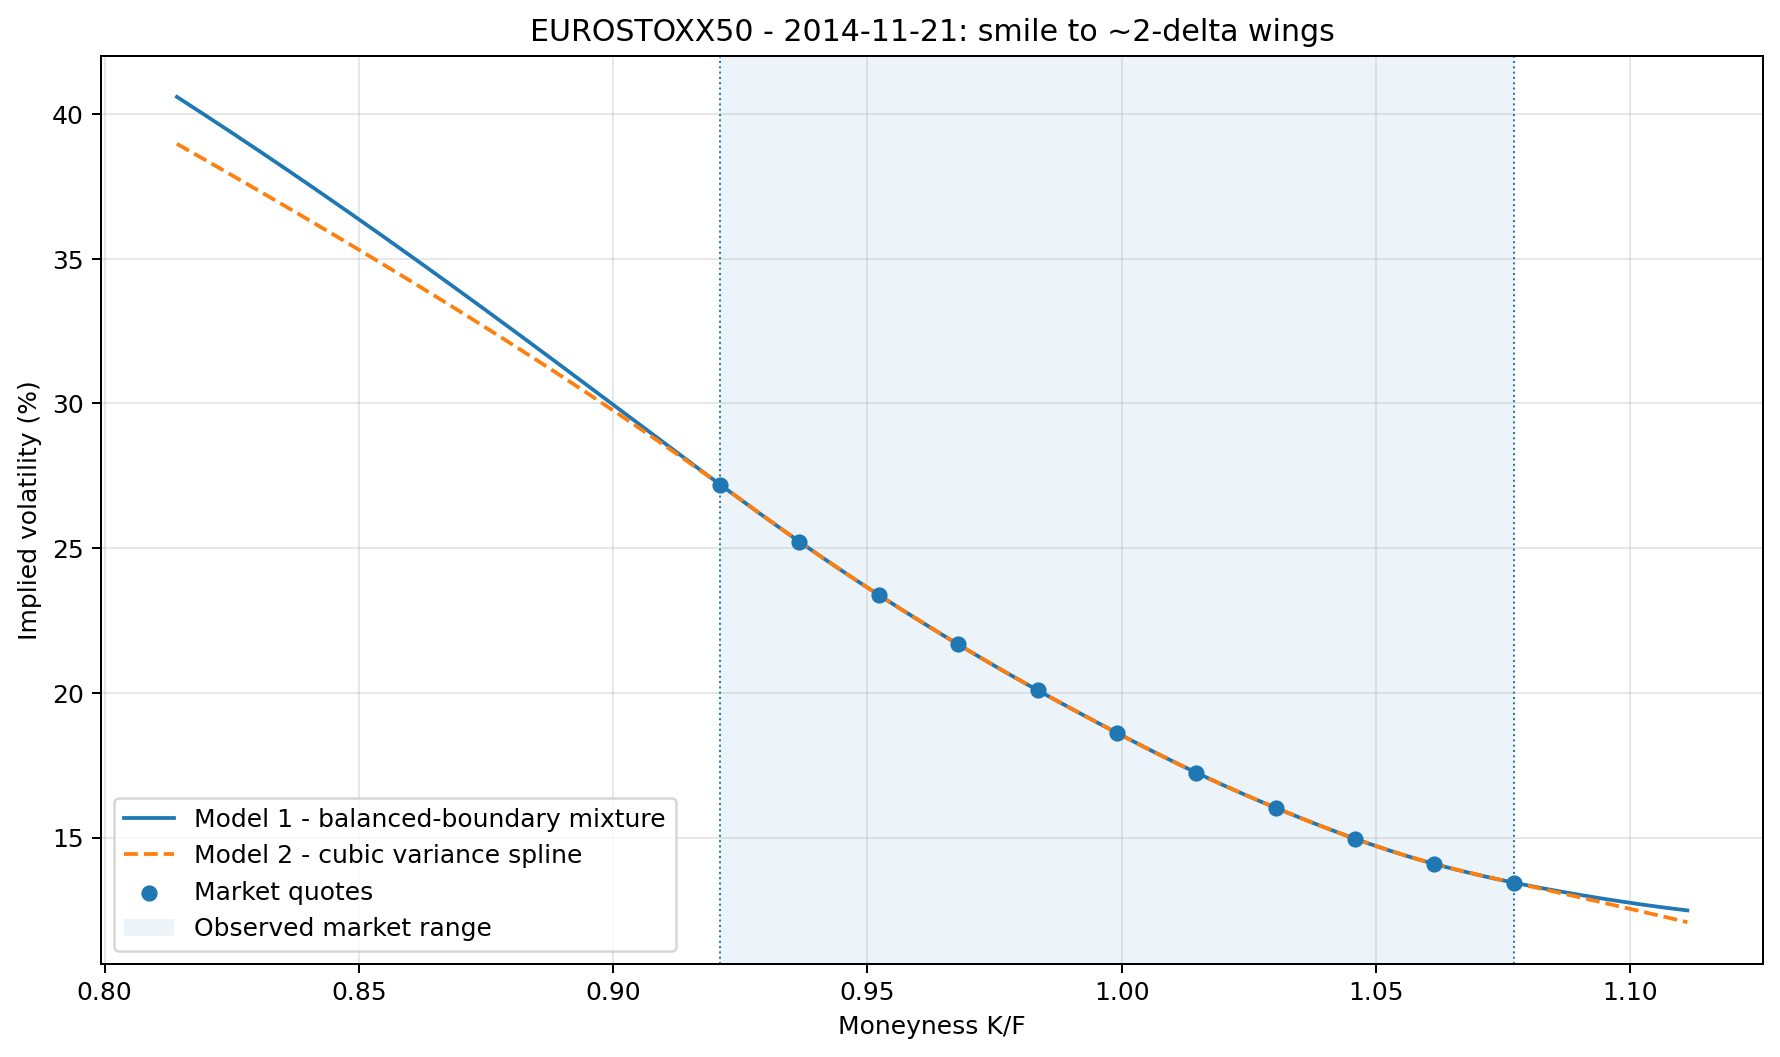 EUROSTOXX50 - 2014-11-21: smile to ~2-delta wings
Implied volatility (%)
40
35
30
25
20
15
Model 1 - balanced-boundary mixture
Model 2 - cubic variance spline
Market quotes
Observed market range
0.80 0.85 0.90 0.95 1.00 1.05 1.10
Moneyness K/F